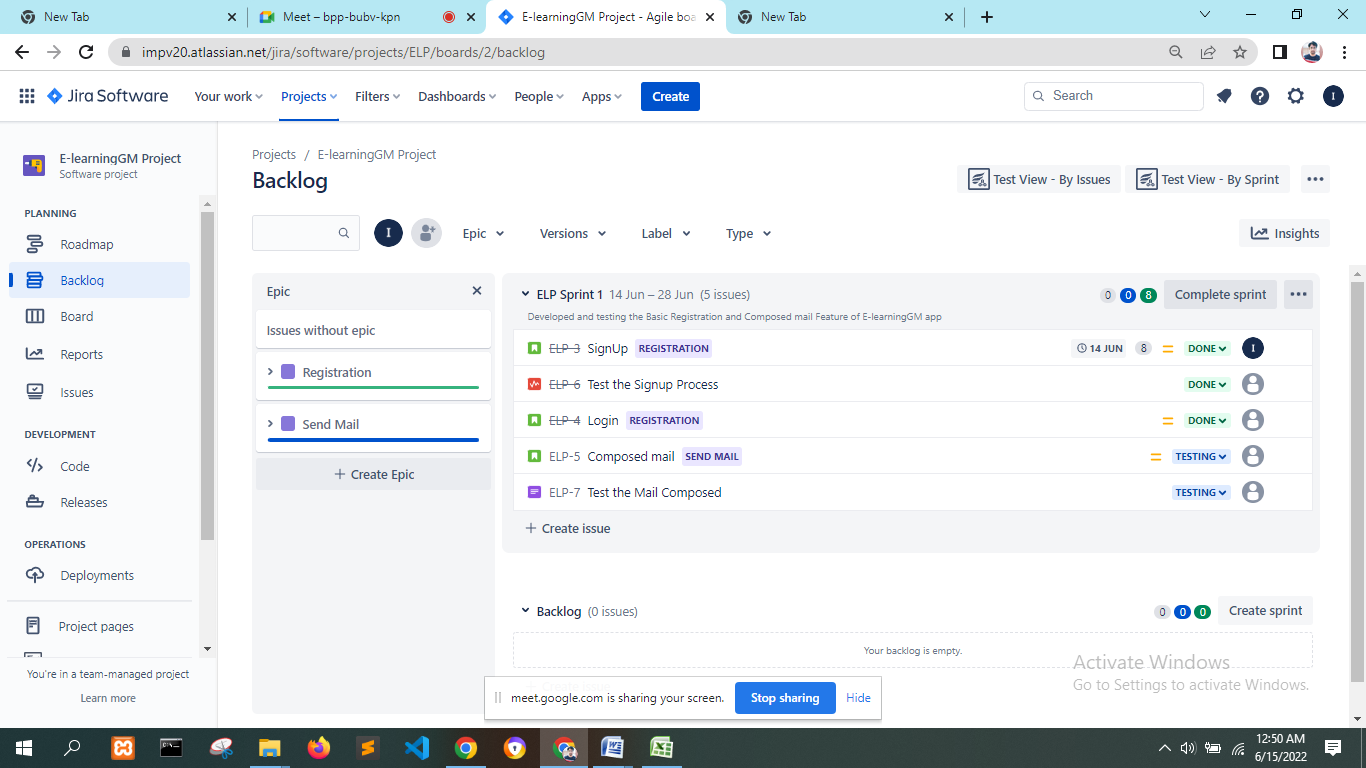 New Tab
Meet – bpp-bubv-kpn
E-learningGM Project - Agile boa
New Tab
impv20.atlassian.net/jira/software/projects/ELP/boards/2/backlog
Jira Software
Your work
Projects
Filters
Dashboards
People
Apps
Create
Search
I
E-learningGM Project
Software project
PLANNING
Roadmap
Backlog
Board
Reports
Issues
DEVELOPMENT
Code
Releases
OPERATIONS
Deployments
Project pages
You're in a team-managed project
Learn more
Projects / E-learningGM Project
Backlog
Test View - By Issues
Test View - By Sprint
I
Epic
Versions
Label
Type
Insights
Epic
Issues without epic
Registration
Send Mail
+ Create Epic
ELP Sprint 1 14 Jun – 28 Jun (5 issues)
0 0 8
Complete sprint
Developed and testing the Basic Registration and Composed mail Feature of E-learningGM app
ELP-3 SignUp REGISTRATION 14 JUN 8 = DONE I
ELP-6 Test the Signup Process DONE
ELP-4 Login REGISTRATION = DONE
ELP-5 Composed mail SEND MAIL = TESTING
ELP-7 Test the Mail Composed TESTING
+ Create issue
Backlog (0 issues)
0 0 0
Create sprint
Your backlog is empty.
Activate Windows
Go to Settings to activate Windows.
meet.google.com is sharing your screen.
Stop sharing
Hide
12:50 AM
6/15/2022